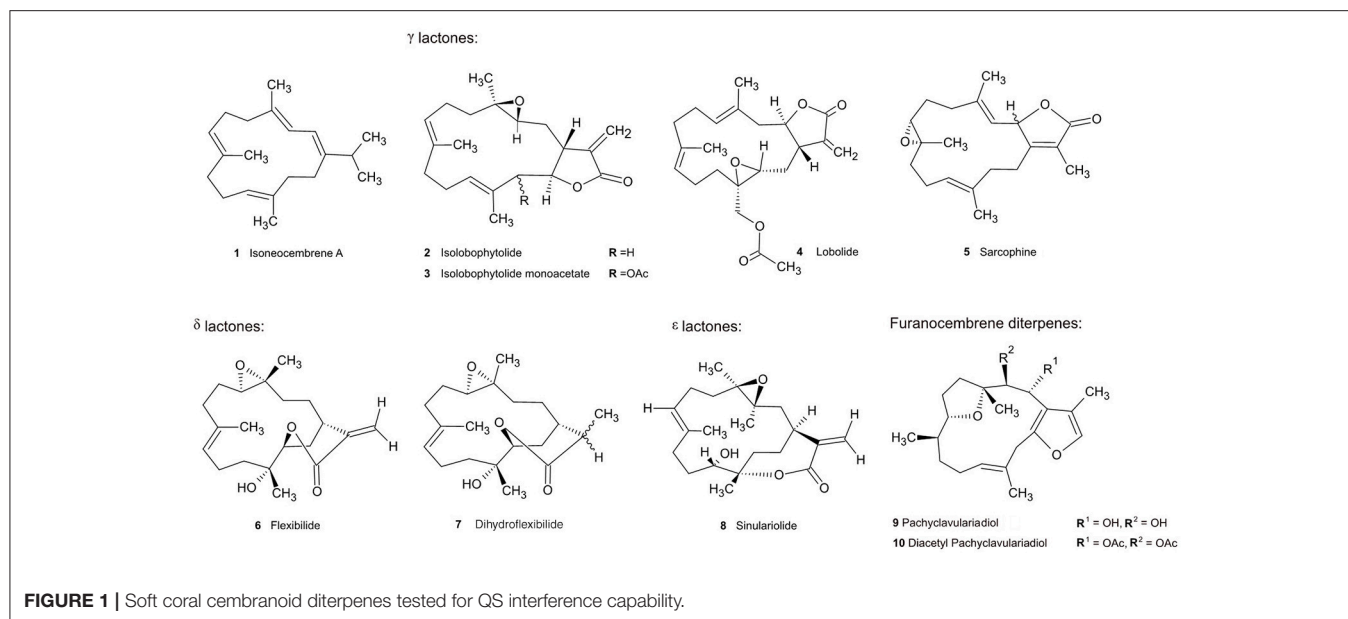 γ lactones:
CH₃
CH₃
H₃C
CH₃
CH₃
1 Isoneocembrene A
H₃C
O
H
H
CH₂
CH₃
O
O
H
R
CH₃
2 Isolobophytolide R =H
3 Isolobophytolide monoacetate R =OAc
CH₃
H
O
O
CH₃
O
H
H
CH₂
O
O
CH₃
4 Lobolide
CH₃
H
O
O
O
CH₃
CH₃
CH₃
5 Sarcophine
δ lactones:
O
CH₃
CH₃
O
H
H
HO
CH₃
O
6 Flexibilide
O
CH₃
CH₃
O
CH₃
H
HO
CH₃
O
7 Dihydroflexibilide
ε lactones:
H₃C
O
CH₃
H
H
H
CH₃
H
OH
H
H₃C
O
O
8 Sinulariolide
Furanocembrene diterpenes:
R²
R¹
CH₃
CH₃
O
H₃C
O
CH₃
9 Pachyclavulariadiol R¹ = OH, R² = OH
10 Diacetyl Pachyclavulariadiol R¹ = OAc, R² = OAc
FIGURE 1 | Soft coral cembranoid diterpenes tested for QS interference capability.